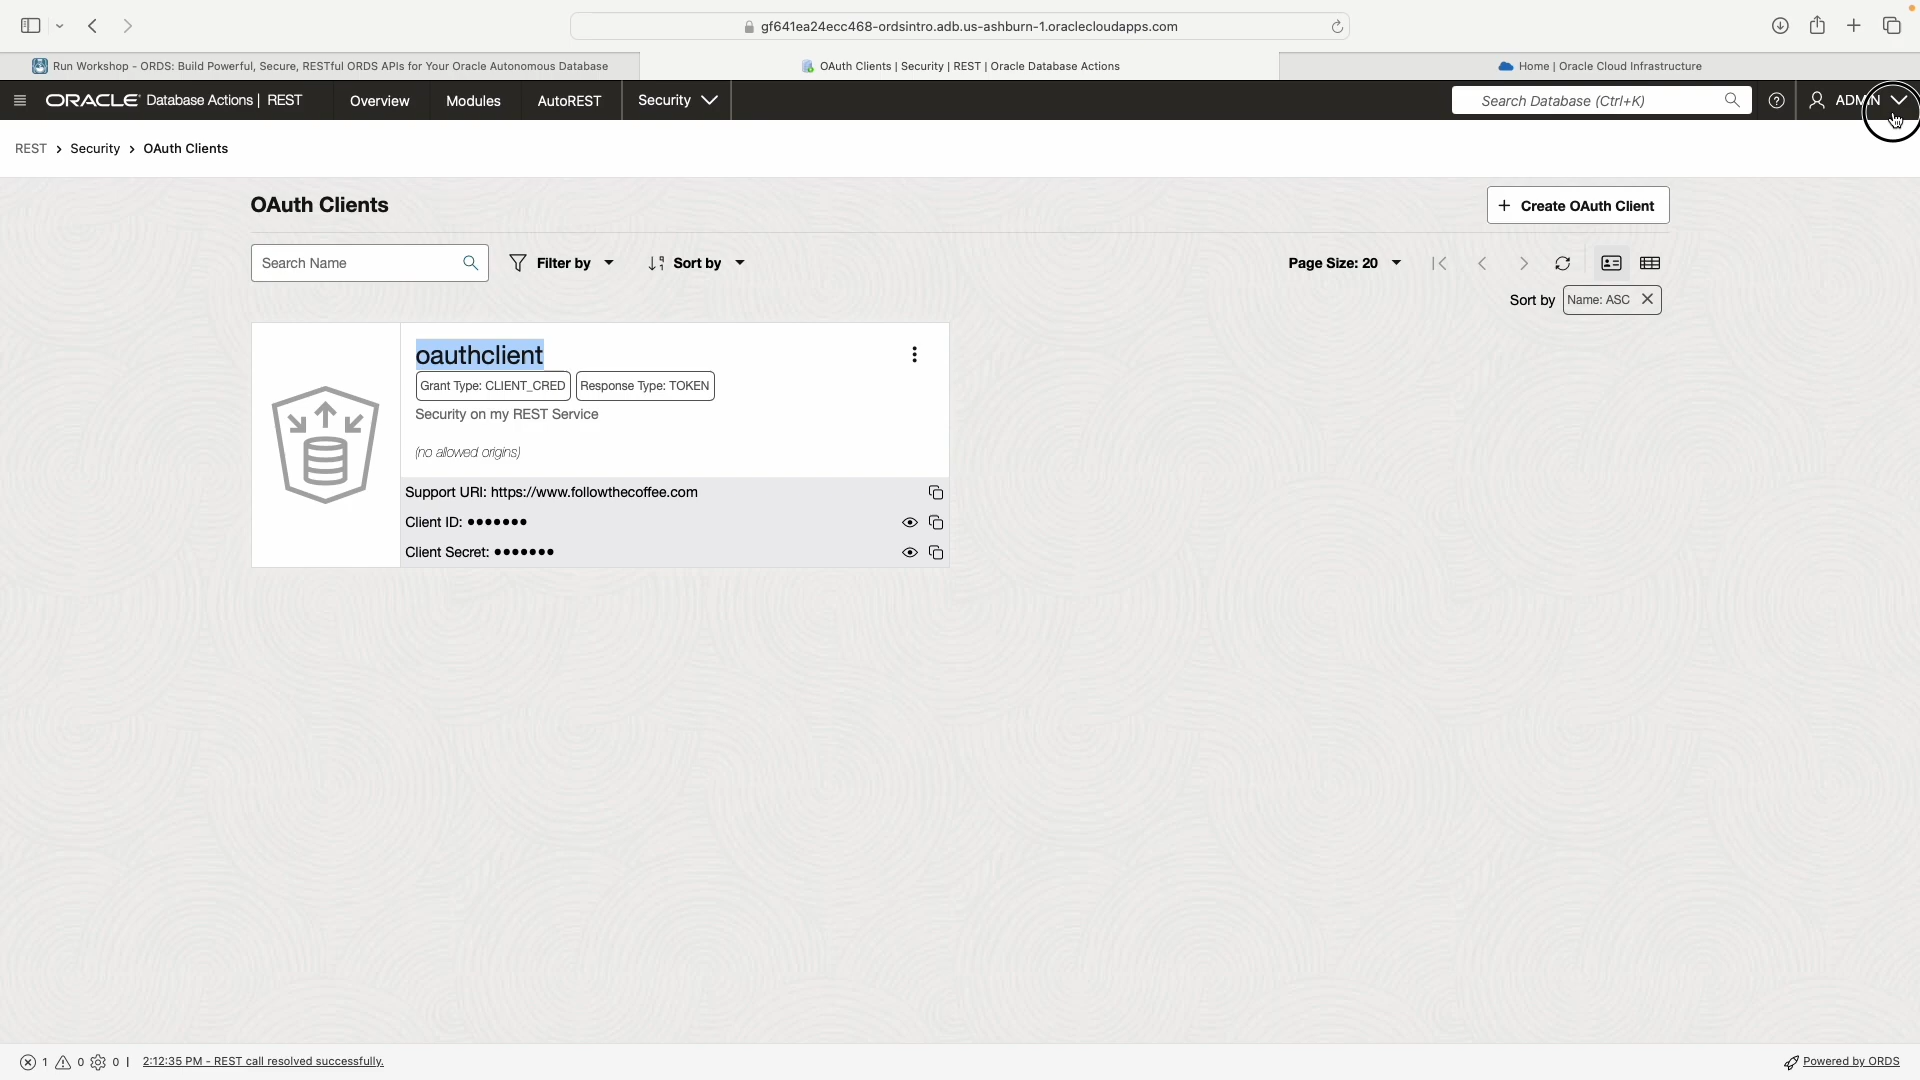 gf641ea24ecc468-ordsintro.adb.us-ashburn-1.oraclecloudapps.com
Run Workshop - ORDS: Build Powerful, Secure, RESTful ORDS APIs for Your Oracle Autonomous Database
OAuth Clients | Security | REST | Oracle Database Actions
Home | Oracle Cloud Infrastructure
ORACLE Database Actions | REST
Overview
Modules
AutoREST
Security
Search Database (Ctrl+K)
ADMIN
REST > Security > OAuth Clients
OAuth Clients
+ Create OAuth Client
Search Name
Filter by
Sort by
Page Size: 20
Sort by Name: ASC
oauthclient
Grant Type: CLIENT_CRED Response Type: TOKEN
Security on my REST Service
(no allowed origins)
Support URI: https://www.followthecoffee.com
Client ID: •••••••
Client Secret: •••••••
1 0 0 | 2:12:35 PM - REST call resolved successfully.
Powered by ORDS